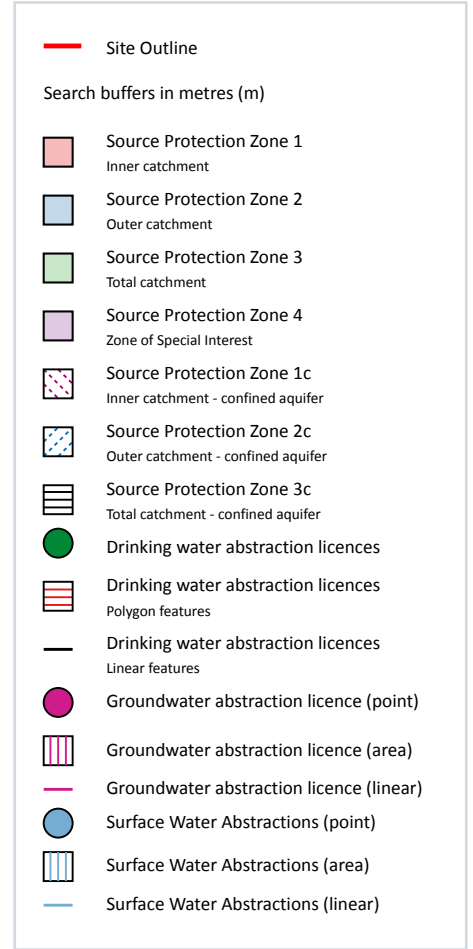 Site Outline
Search buffers in metres (m)
Source Protection Zone 1
Inner catchment
Source Protection Zone 2
Outer catchment
Source Protection Zone 3
Total catchment
Source Protection Zone 4
Zone of Special Interest
Source Protection Zone 1c
Inner catchment - confined aquifer
Source Protection Zone 2c
Outer catchment - confined aquifer
Source Protection Zone 3c
Total catchment - confined aquifer
Drinking water abstraction licences
Drinking water abstraction licences
Polygon features
Drinking water abstraction licences
Linear features
Groundwater abstraction licence (point)
Groundwater abstraction licence (area)
Groundwater abstraction licence (linear)
Surface Water Abstractions (point)
Surface Water Abstractions (area)
Surface Water Abstractions (linear)